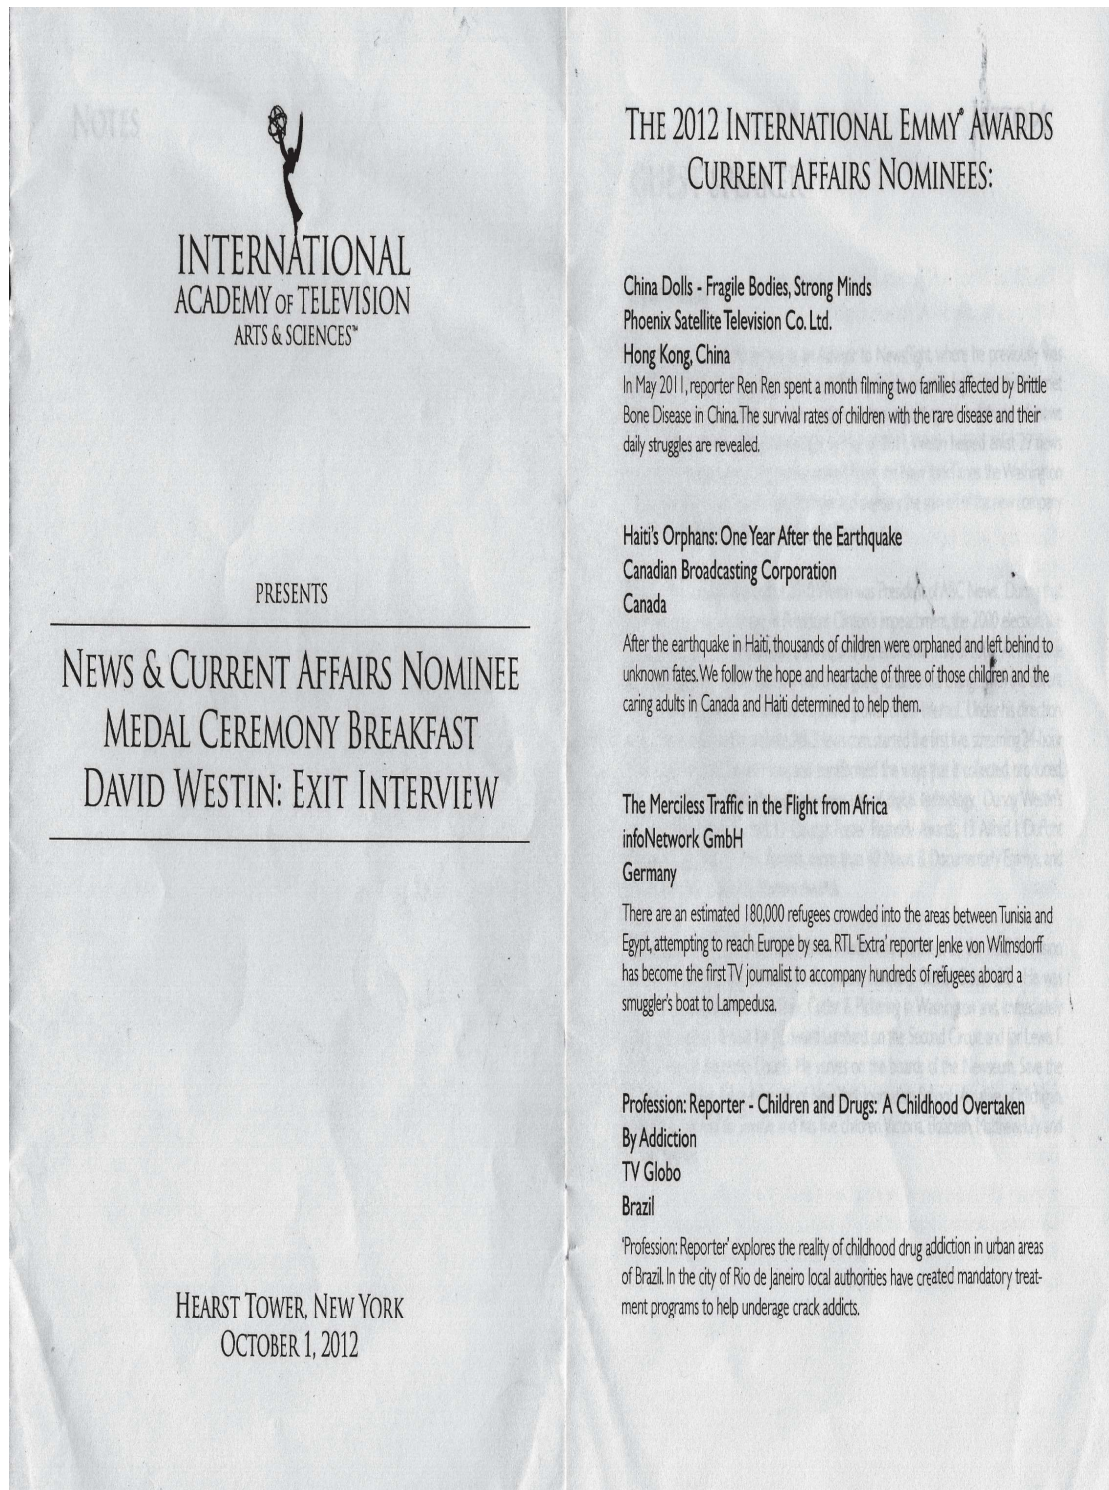 NOTES
INTERNATIONAL
ACADEMY OF TELEVISION
ARTS & SCIENCES™
PRESENTS
NEWS & CURRENT AFFAIRS NOMINEE
MEDAL CEREMONY BREAKFAST
DAVID WESTIN: EXIT INTERVIEW
HEARST TOWER, NEW YORK
OCTOBER 1, 2012
THE 2012 INTERNATIONAL EMMY® AWARDS
CURRENT AFFAIRS NOMINEES:
China Dolls - Fragile Bodies, Strong Minds
Phoenix Satellite Television Co. Ltd.
Hong Kong, China
In May 2011, reporter Ren Ren spent a month filming two families affected by Brittle
Bone Disease in China. The survival rates of children with the rare disease and their
daily struggles are revealed.
Haiti's Orphans: One Year After the Earthquake
Canadian Broadcasting Corporation
Canada
After the earthquake in Haiti, thousands of children were orphaned and left behind to
unknown fates. We follow the hope and heartache of three of those children and the
caring adults in Canada and Haiti determined to help them.
The Merciless Traffic in the Flight from Africa
infoNetwork GmbH
Germany
There are an estimated 180,000 refugees crowded into the areas between Tunisia and
Egypt, attempting to reach Europe by sea. RTL 'Extra' reporter Jenke von Wilmsdorff
has become the first TV journalist to accompany hundreds of refugees aboard a
smuggler's boat to Lampedusa.
Profession: Reporter - Children and Drugs: A Childhood Overtaken
By Addiction
TV Globo
Brazil
'Profession: Reporter' explores the reality of childhood drug addiction in urban areas
of Brazil. In the city of Rio de Janeiro local authorities have created mandatory treat-
ment programs to help underage crack addicts.